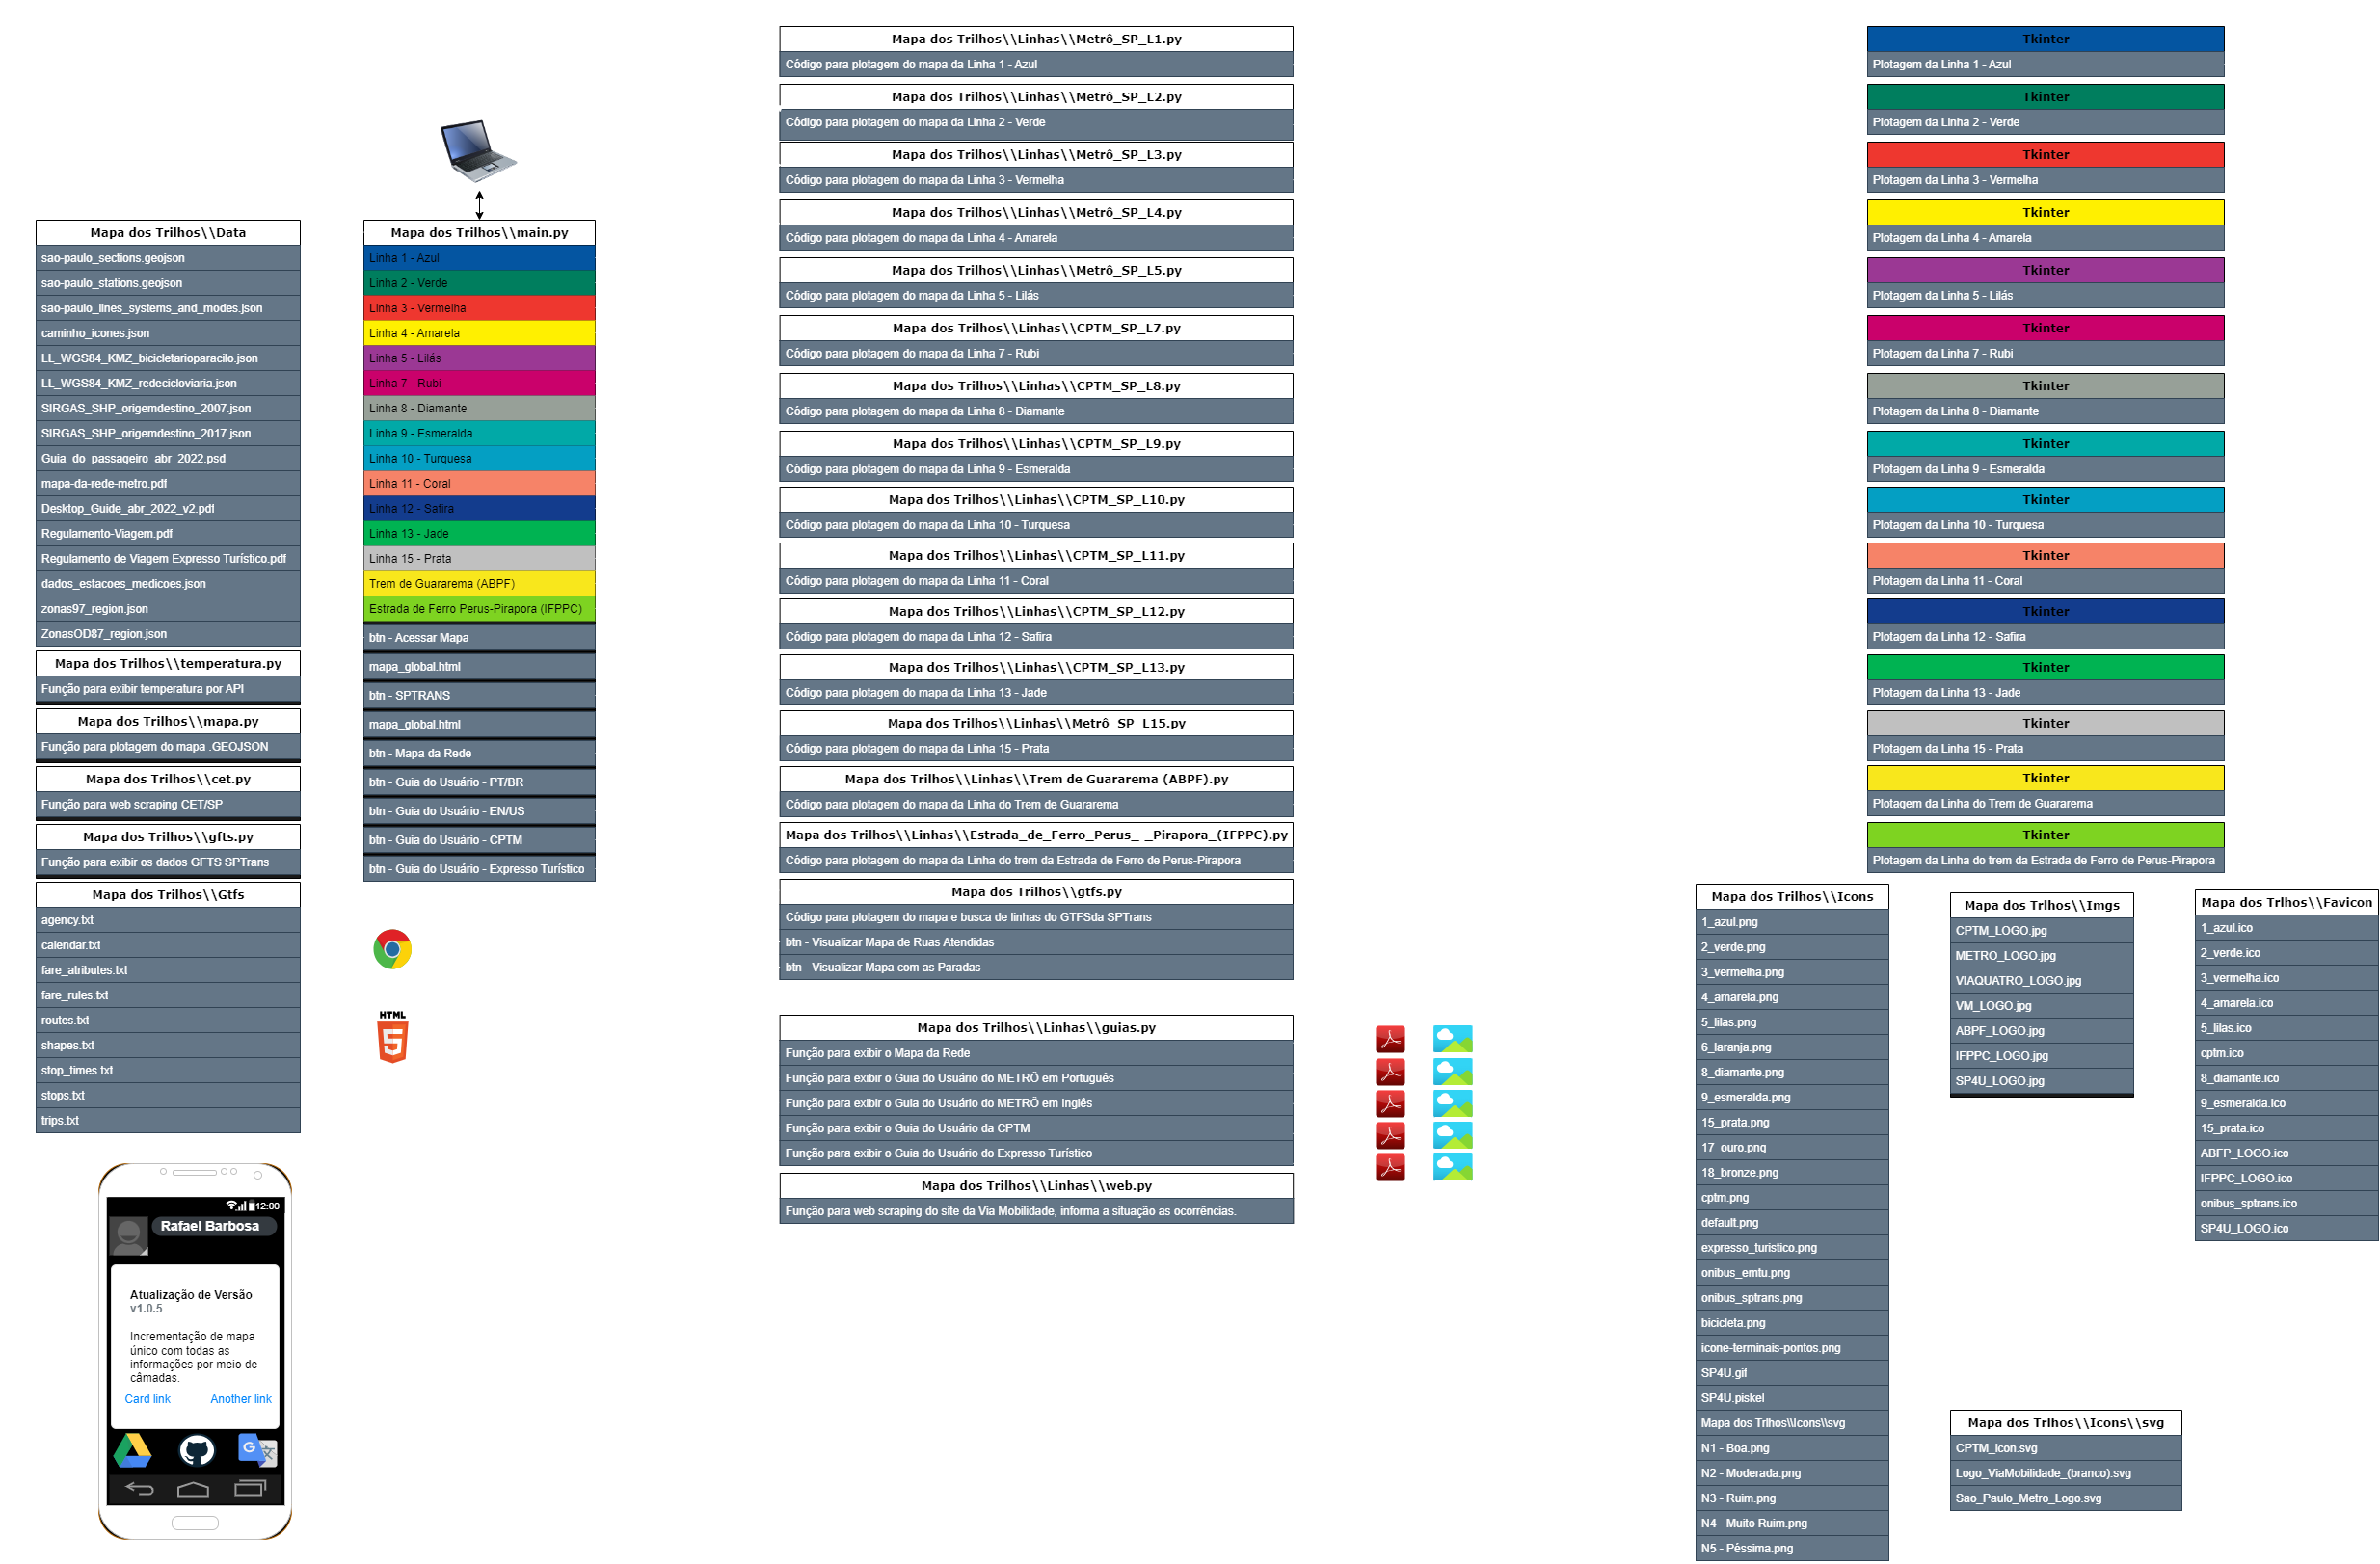 Mapa dos Trilhos\\Data
sao-paulo_sections.geojson
sao-paulo_stations.geojson
sao-paulo_lines_systems_and_modes.json
caminho_icones.json
LL_WGS84_KMZ_bicicletarioparacilo.json
LL_WGS84_KMZ_redecicloviaria.json
SIRGAS_SHP_origemdestino_2007.json
SIRGAS_SHP_origemdestino_2017.json
Guia_do_passageiro_abr_2022.psd
mapa-da-rede-metro.pdf
Desktop_Guide_abr_2022_v2.pdf
Regulamento-Viagem.pdf
Regulamento de Viagem Expresso Turístico.pdf
dados_estacoes_medicoes.json
zonas97_region.json
ZonasOD87_region.json
Mapa dos Trilhos\\temperatura.py
Função para exibir temperatura por API
Mapa dos Trilhos\\mapa.py
Função para plotagem do mapa .GEOJSON
Mapa dos Trilhos\\cet.py
Função para web scraping CET/SP
Mapa dos Trilhos\\gfts.py
Função para exibir os dados GFTS SPTrans
Mapa dos Trilhos\\Gtfs
agency.txt
calendar.txt
fare_atributes.txt
fare_rules.txt
routes.txt
shapes.txt
stop_times.txt
stops.txt
trips.txt
12:00
Rafael Barbosa
Atualização de Versão
v1.0.5
Incrementação de mapa
único com todas as
informações por meio de
câmadas.
Card link
Another link
G
文
Mapa dos Trilhos\\main.py
Linha 1 - Azul
Linha 2 - Verde
Linha 3 - Vermelha
Linha 4 - Amarela
Linha 5 - Lilás
Linha 7 - Rubi
Linha 8 - Diamante
Linha 9 - Esmeralda
Linha 10 - Turquesa
Linha 11 - Coral
Linha 12 - Safira
Linha 13 - Jade
Linha 15 - Prata
Trem de Guararema (ABPF)
Estrada de Ferro Perus-Pirapora (IFPPC)
btn - Acessar Mapa
mapa_global.html
btn - SPTRANS
mapa_global.html
btn - Mapa da Rede
btn - Guia do Usuário - PT/BR
btn - Guia do Usuário - EN/US
btn - Guia do Usuário - CPTM
btn - Guia do Usuário - Expresso Turístico
HTML
5
Mapa dos Trilhos\\Linhas\\Metrô_SP_L1.py
Código para plotagem do mapa da Linha 1 - Azul
Mapa dos Trilhos\\Linhas\\Metrô_SP_L2.py
Código para plotagem do mapa da Linha 2 - Verde
Mapa dos Trilhos\\Linhas\\Metrô_SP_L3.py
Código para plotagem do mapa da Linha 3 - Vermelha
Mapa dos Trilhos\\Linhas\\Metrô_SP_L4.py
Código para plotagem do mapa da Linha 4 - Amarela
Mapa dos Trilhos\\Linhas\\Metrô_SP_L5.py
Código para plotagem do mapa da Linha 5 - Lilás
Mapa dos Trilhos\\Linhas\\CPTM_SP_L7.py
Código para plotagem do mapa da Linha 7 - Rubi
Mapa dos Trilhos\\Linhas\\CPTM_SP_L8.py
Código para plotagem do mapa da Linha 8 - Diamante
Mapa dos Trilhos\\Linhas\\CPTM_SP_L9.py
Código para plotagem do mapa da Linha 9 - Esmeralda
Mapa dos Trilhos\\Linhas\\CPTM_SP_L10.py
Código para plotagem do mapa da Linha 10 - Turquesa
Mapa dos Trilhos\\Linhas\\CPTM_SP_L11.py
Código para plotagem do mapa da Linha 11 - Coral
Mapa dos Trilhos\\Linhas\\CPTM_SP_L12.py
Código para plotagem do mapa da Linha 12 - Safira
Mapa dos Trilhos\\Linhas\\CPTM_SP_L13.py
Código para plotagem do mapa da Linha 13 - Jade
Mapa dos Trilhos\\Linhas\\Metrô_SP_L15.py
Código para plotagem do mapa da Linha 15 - Prata
Mapa dos Trilhos\\Linhas\\Trem de Guararema (ABPF).py
Código para plotagem do mapa da Linha do Trem de Guararema
Mapa dos Trilhos\\Linhas\\Estrada_de_Ferro_Perus_-_Pirapora_(IFPPC).py
Código para plotagem do mapa da Linha do trem da Estrada de Ferro de Perus-Pirapora
Mapa dos Trilhos\\gtfs.py
Código para plotagem do mapa e busca de linhas do GTFSda SPTrans
btn - Visualizar Mapa de Ruas Atendidas
btn - Visualizar Mapa com as Paradas
Mapa dos Trilhos\\Linhas\\guias.py
Função para exibir o Mapa da Rede
Função para exibir o Guia do Usuário do METRÔ em Português
Função para exibir o Guia do Usuário do METRÔ em Inglês
Função para exibir o Guia do Usuário da CPTM
Função para exibir o Guia do Usuário do Expresso Turístico
Mapa dos Trilhos\\Linhas\\web.py
Função para web scraping do site da Via Mobilidade, informa a situação as ocorrências.
Tkinter
Plotagem da Linha 1 - Azul
Tkinter
Plotagem da Linha 2 - Verde
Tkinter
Plotagem da Linha 3 - Vermelha
Tkinter
Plotagem da Linha 4 - Amarela
Tkinter
Plotagem da Linha 5 - Lilás
Tkinter
Plotagem da Linha 7 - Rubi
Tkinter
Plotagem da Linha 8 - Diamante
Tkinter
Plotagem da Linha 9 - Esmeralda
Tkinter
Plotagem da Linha 10 - Turquesa
Tkinter
Plotagem da Linha 11 - Coral
Tkinter
Plotagem da Linha 12 - Safira
Tkinter
Plotagem da Linha 13 - Jade
Tkinter
Plotagem da Linha 15 - Prata
Tkinter
Plotagem da Linha do Trem de Guararema
Tkinter
Plotagem da Linha do trem da Estrada de Ferro de Perus-Pirapora
Mapa dos Trilhos\\Icons
1_azul.png
2_verde.png
3_vermelha.png
4_amarela.png
5_lilas.png
6_laranja.png
8_diamante.png
9_esmeralda.png
15_prata.png
17_ouro.png
18_bronze.png
cptm.png
default.png
expresso_turistico.png
onibus_emtu.png
onibus_sptrans.png
bicicleta.png
icone-terminais-pontos.png
SP4U.gif
SP4U.piskel
Mapa dos Trlhos\\Icons\\svg
N1 - Boa.png
N2 - Moderada.png
N3 - Ruim.png
N4 - Muito Ruim.png
N5 - Péssima.png
Mapa dos Trlhos\\Imgs
CPTM_LOGO.jpg
METRO_LOGO.jpg
VIAQUATRO_LOGO.jpg
VM_LOGO.jpg
ABPF_LOGO.jpg
IFPPC_LOGO.jpg
SP4U_LOGO.jpg
Mapa dos Trlhos\\Icons\\svg
CPTM_icon.svg
Logo_ViaMobilidade_(branco).svg
Sao_Paulo_Metro_Logo.svg
Mapa dos Trlhos\\Favicon
1_azul.ico
2_verde.ico
3_vermelha.ico
4_amarela.ico
5_lilas.ico
cptm.ico
8_diamante.ico
9_esmeralda.ico
15_prata.ico
ABFP_LOGO.ico
IFPPC_LOGO.ico
onibus_sptrans.ico
SP4U_LOGO.ico